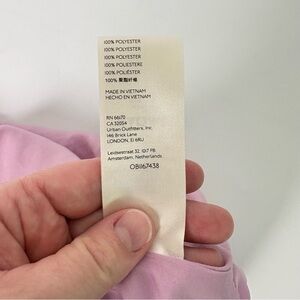 100% POLYESTER
100% POLYESTER
100% POLYESTER
100% POLIESTERE
100% POLIÉSTER
100% 聚酯纤维
MADE IN VIETNAM
HECHO EN VIETNAM
RN 66170
CA 32054
Urban Outfitters, Inc.
146 Brick Lane
LONDON, E1 6RU
Leidsestraat 32 1017 PB
Amsterdam, Netherlands
OB1167438